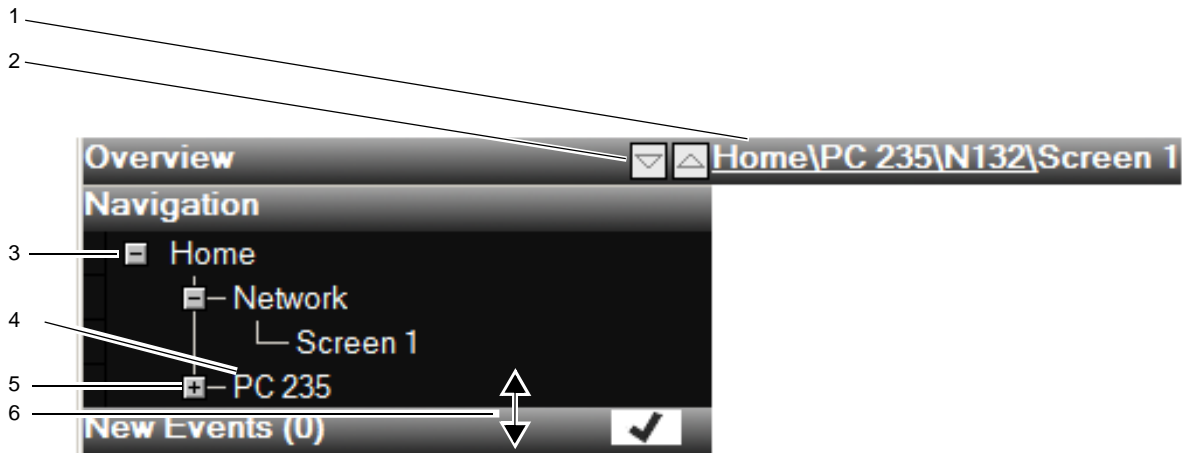 1
2
Overview Home\PC 235\N132\Screen 1
Navigation
3 Home
Network
4 Screen 1
5 PC 235
6 New Events (0)